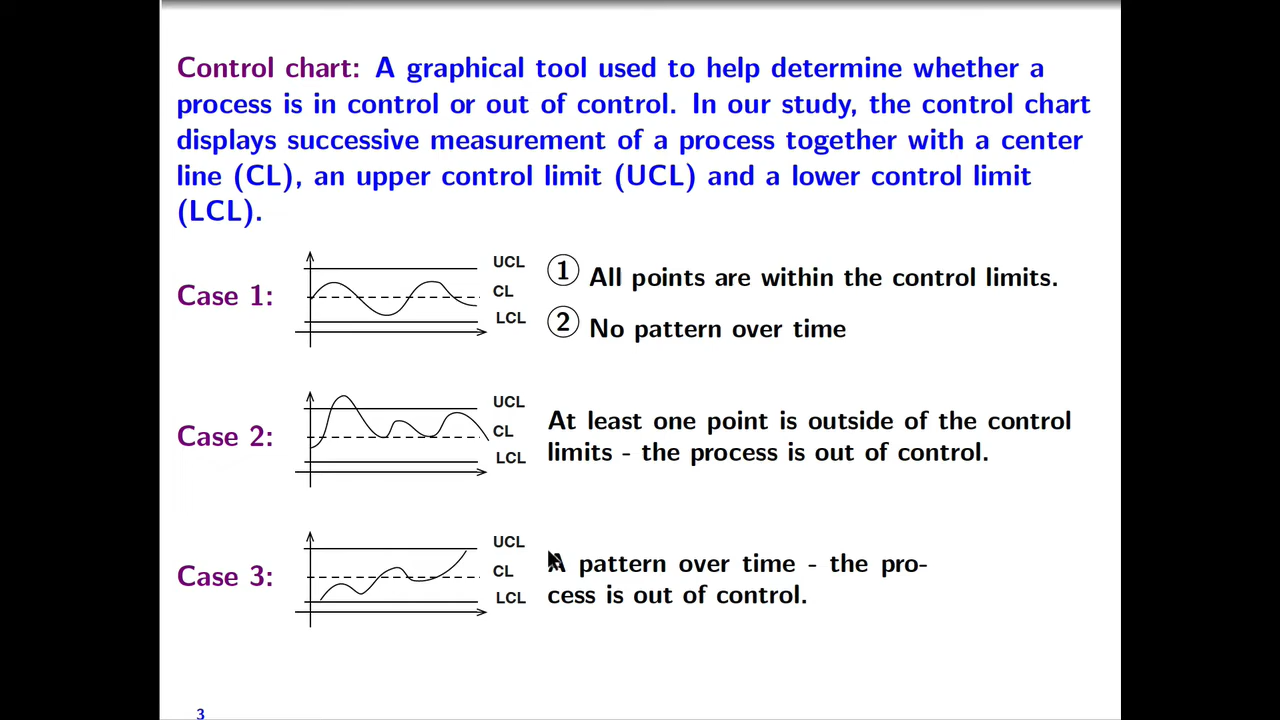 Control chart: A graphical tool used to help determine whether a
process is in control or out of control. In our study, the control chart
displays successive measurement of a process together with a center
line (CL), an upper control limit (UCL) and a lower control limit
(LCL).
Case 1:
UCL
CL
LCL
1 All points are within the control limits.
2 No pattern over time
Case 2:
UCL
CL
LCL
At least one point is outside of the control
limits - the process is out of control.
Case 3:
UCL
CL
LCL
A pattern over time - the pro-
cess is out of control.
3